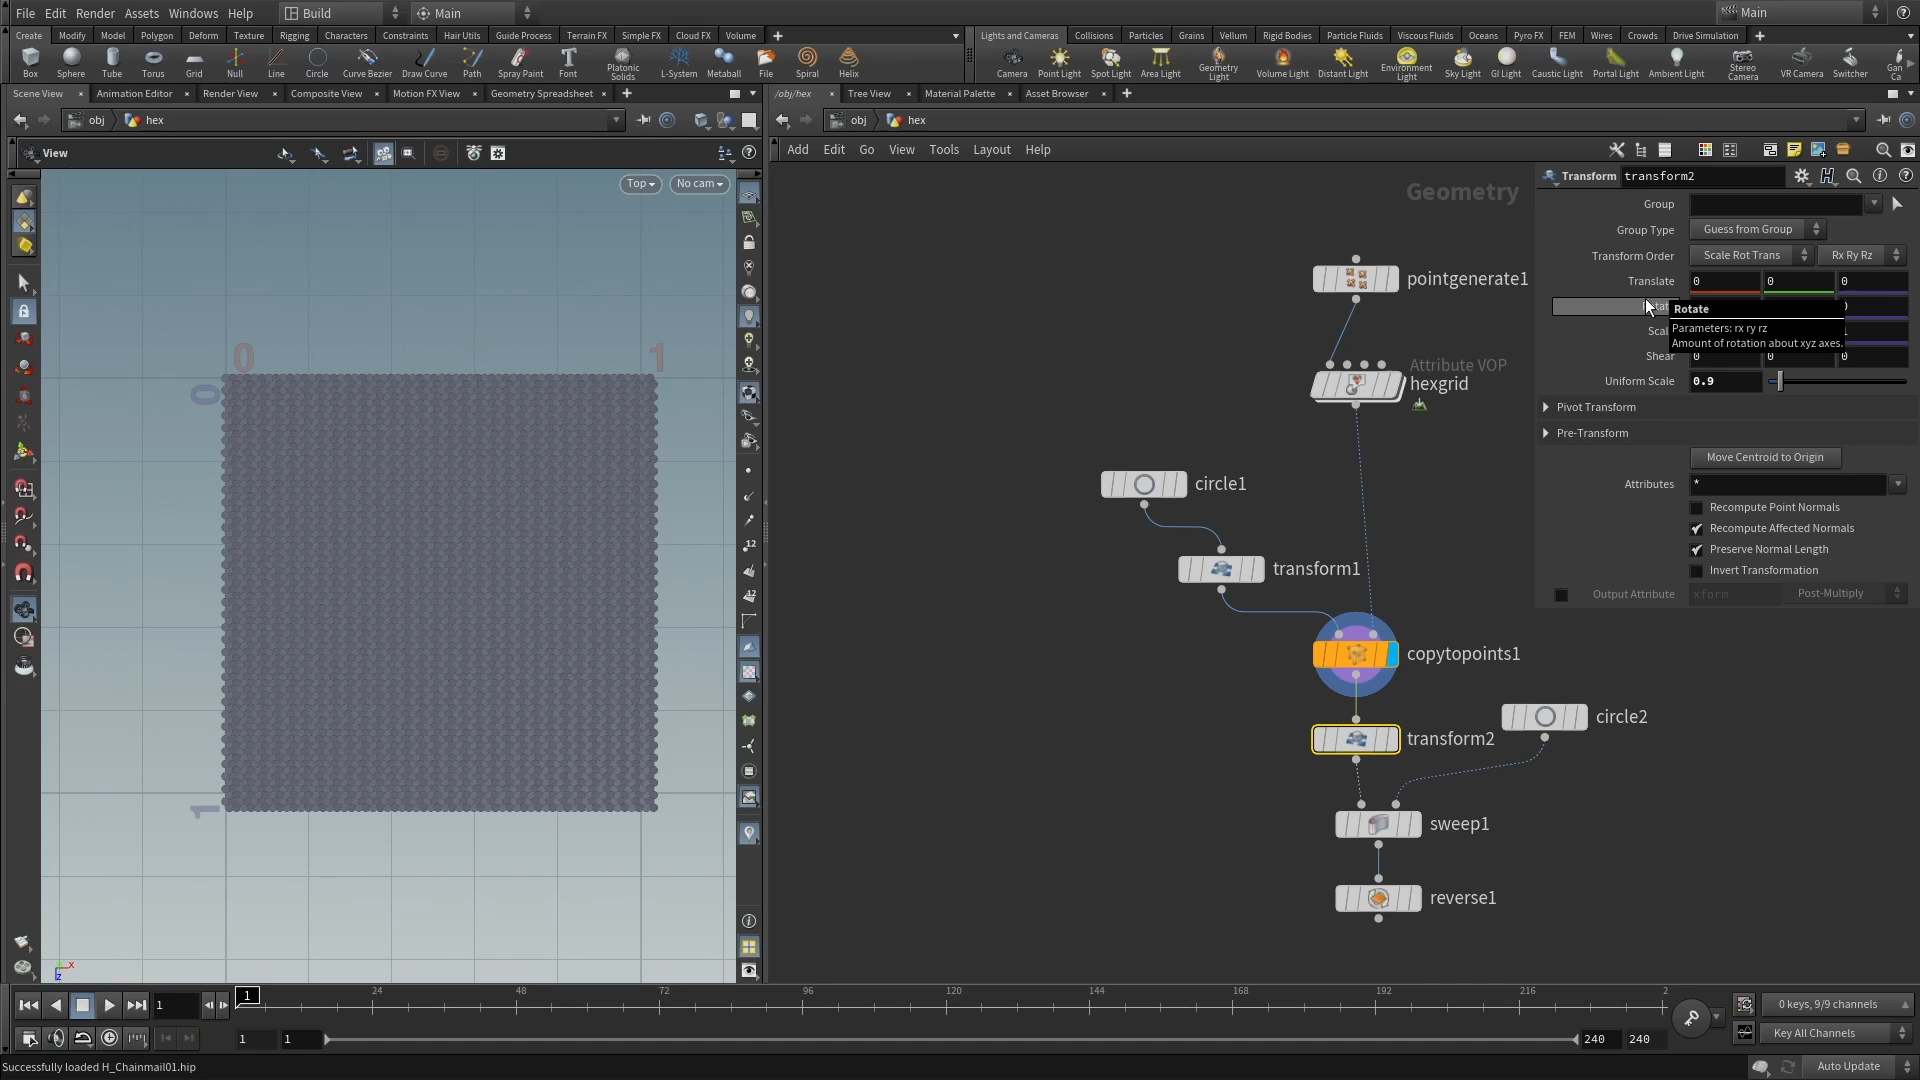 File Edit Render Assets Windows Help Build Main Main
Create Modify Model Polygon Deform Texture Rigging Characters Constraints Hair Utils Guide Process Terrain FX Simple FX Cloud FX Volume
Lights and Cameras Collisions Particles Grains Vellum Rigid Bodies Particle Fluids Viscous Fluids Oceans Pyro FX FEM Wires Crowds Drive Simulation
Box Sphere Tube Torus Grid Null Line Circle Curve Bezier Draw Curve Path Spray Paint Font Platonic Solids L-System Metaball File Spiral Helix
Camera Point Light Spot Light Area Light Geometry Light Volume Light Distant Light Environment Light Sky Light GI Light Caustic Light Portal Light Ambient Light Stereo Camera VR Camera Switcher Gan Ca
Scene View Animation Editor Render View Composite View Motion FX View Geometry Spreadsheet
/obj/hex Tree View Material Palette Asset Browser
obj hex
obj hex
View
Add Edit Go View Tools Layout Help
Top No cam
0 1
0
1
x
z
Geometry
pointgenerate1
Attribute VOP
hexgrid
circle1
transform1
copytopoints1
circle2
transform2
sweep1
reverse1
Transform transform2
Group
Group Type Guess from Group
Transform Order Scale Rot Trans Rx Ry Rz
Translate 0 0 0
Rotate
Parameters: rx ry rz
Amount of rotation about xyz axes.
Shear 0 0 0
Uniform Scale 0.9
Pivot Transform
Pre-Transform
Move Centroid to Origin
Attributes *
Recompute Point Normals
Recompute Affected Normals
Preserve Normal Length
Invert Transformation
Output Attribute xform Post-Multiply
12
12
1 1 24 48 72 96 120 144 168 192 216 2
0 keys, 9/9 channels
1 1 240 240
Key All Channels
Successfully loaded H_Chainmail01.hip
Auto Update